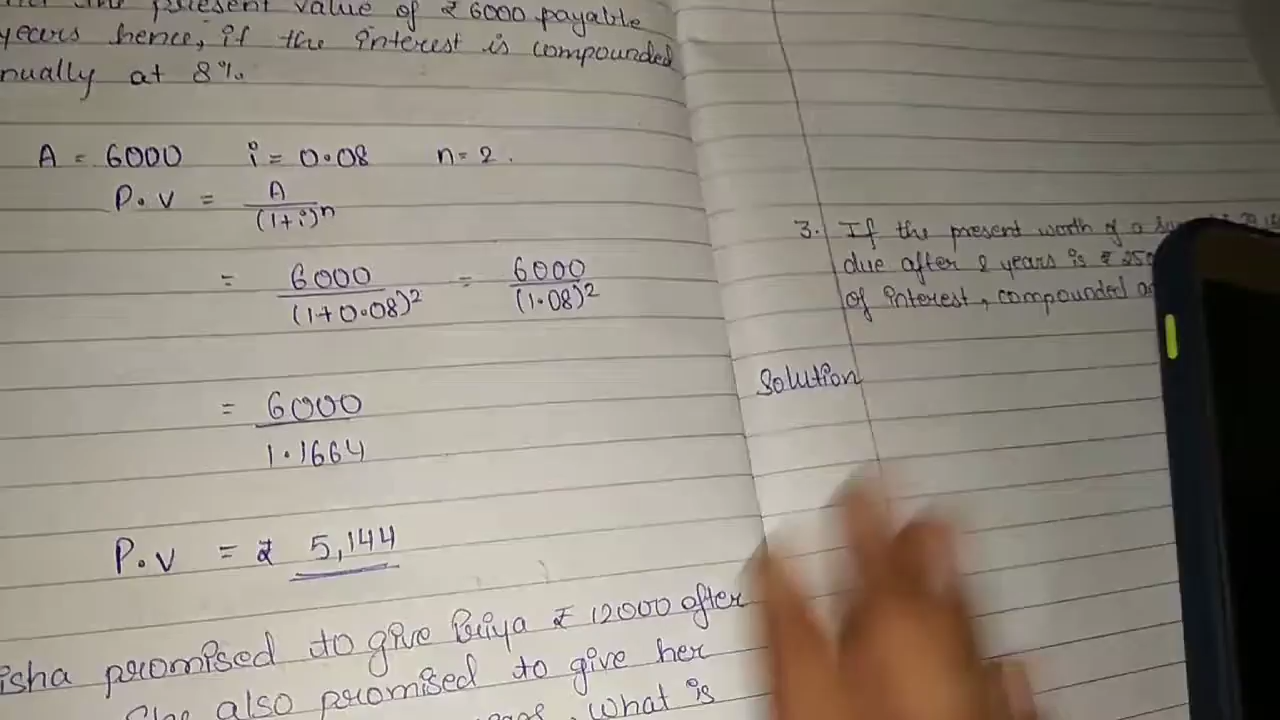 present value of ₹ 6000 payable
years hence, if the interest is compounded
nually at 8%.
A = 6000 i = 0.08 n = 2.
P.V = A
(1+i)n
= 6000 = 6000
(1+0.08)2 (1.08)2
= 6000
1.1664
P.V = ₹ 5,144
isha promised to give Priya ₹ 12000 after
She also promised to give her
What is
3. If the present worth of a
due after 2 years is ₹
of interest, compounded
Solution